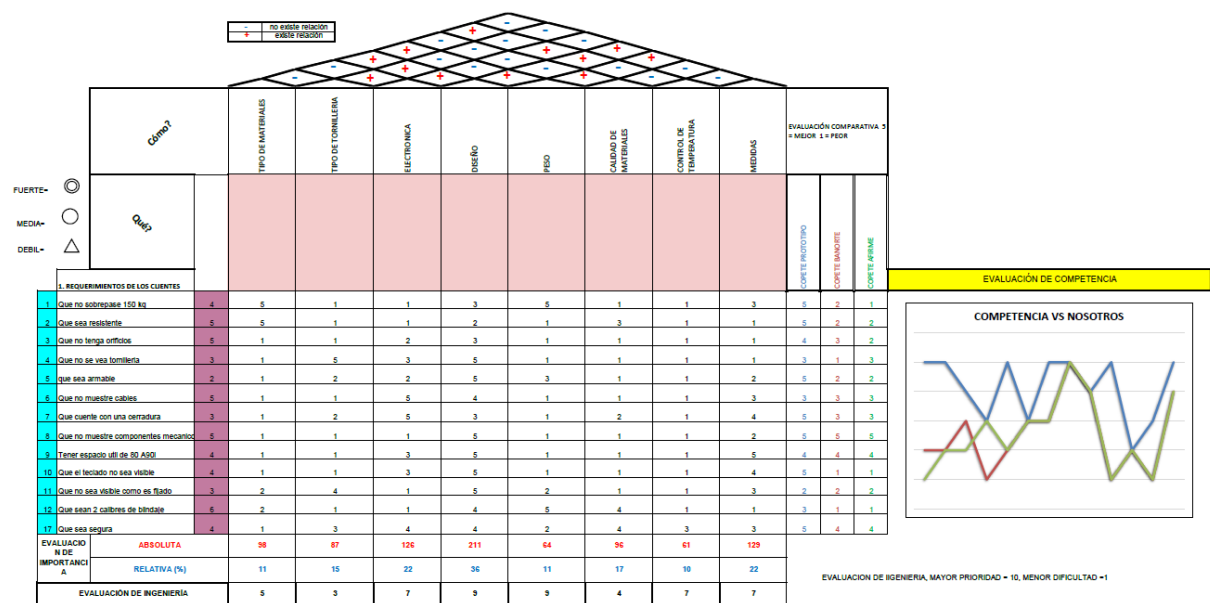 - no existe relación
+ existe relación
Cómo?
TIPO DE MATERIALES
TIPO DE TORNILLERIA
ELECTRONICA
DISEÑO
PESO
CALIDAD DE
MATERIALES
CONTROL DE
TEMPERATURA
MEDIDAS
EVALUACIÓN COMPARATIVA 5
= MEJOR 1 = PEOR
FUERTE=
MEDIA=
DEBIL=
Qué?
COPETE PROTOTIPO
COPETE BANORTE
COPETE AFIRME
1. REQUERIMIENTOS DE LOS CUENTES
EVALUACIÓN DE COMPETENCIA
1 Que no sobrepase 150 kg 4 5 1 1 3 5 1 1 3 5 2 1
2 Que sea resistente 5 5 1 1 2 1 3 1 1 5 2 2
3 Que no tenga orificios 5 1 1 2 3 1 1 1 1 4 3 2
4 Que no se vea tornilleria 3 1 5 3 5 1 1 1 1 3 1 3
5 que sea armable 2 1 2 2 5 3 1 1 2 5 2 2
6 Que no muestre cables 5 1 1 5 4 1 1 1 3 3 3 3
7 Que cuente con una cerradura 3 1 2 5 3 1 2 1 4 5 3 3
8 Que no muestre componentes mecanico 5 1 1 1 5 1 1 1 2 5 5 5
9 Tener espacio util de 80 A90l 4 1 1 3 5 1 1 1 5 4 4 4
10 Que el teclado no sea visible 4 1 1 3 5 1 1 1 4 5 1 1
11 Que no sea visible como es fijado 3 2 4 1 5 2 1 1 3 2 2 2
12 Que sean 2 calibres de blindaje 6 2 1 1 4 5 4 1 1 3 1 1
17 Que sea segura 4 1 3 4 4 2 4 3 3 5 4 4
COMPETENCIA VS NOSOTROS
EVALUACIO
N DE
IMPORTANCI
A
ABSOLUTA 98 87 126 211 64 96 61 129
RELATIVA (%) 11 15 22 36 11 17 10 22
EVALUACIÓN DE INGENIERÍA 5 3 7 9 9 4 7 7
EVALUACION DE IIGENIERIA, MAYOR PRIORIDAD = 10, MENOR DIFICULTAD =1